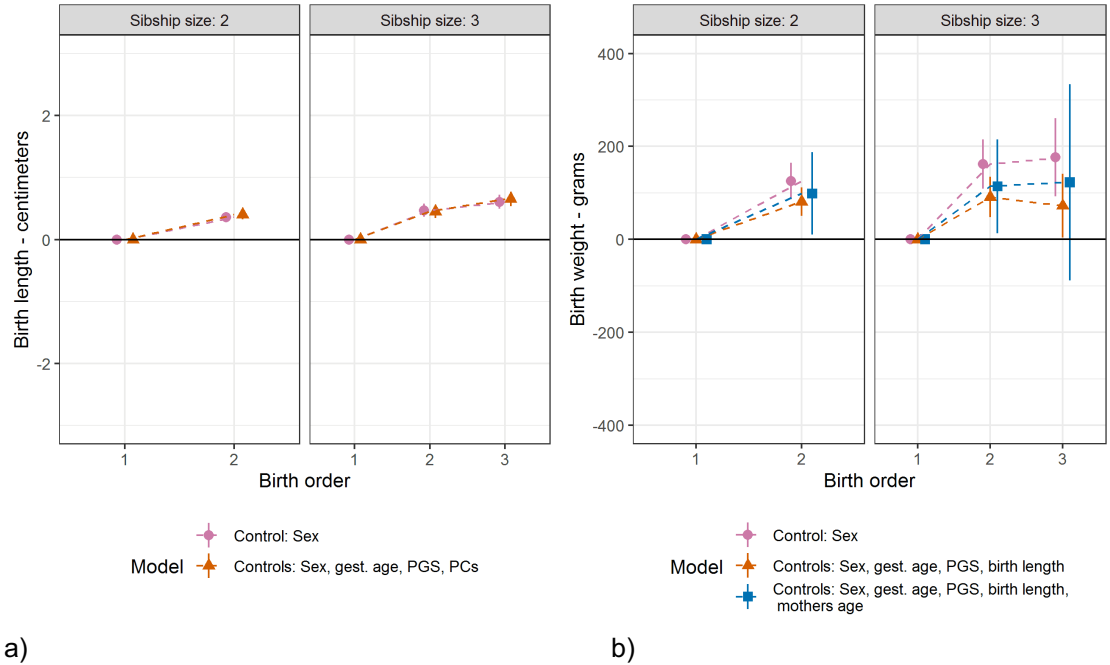 Sibship size: 2
Sibship size: 3
Birth length - centimeters
2
0
-2
1
2
1
2
3
Birth order
Model
Control: Sex
Controls: Sex, gest. age, PGS, PCs
a)
Sibship size: 2
Sibship size: 3
Birth weight - grams
400
200
0
-200
-400
1
2
1
2
3
Birth order
Model
Control: Sex
Controls: Sex, gest. age, PGS, birth length
Controls: Sex, gest. age, PGS, birth length,
mothers age
b)